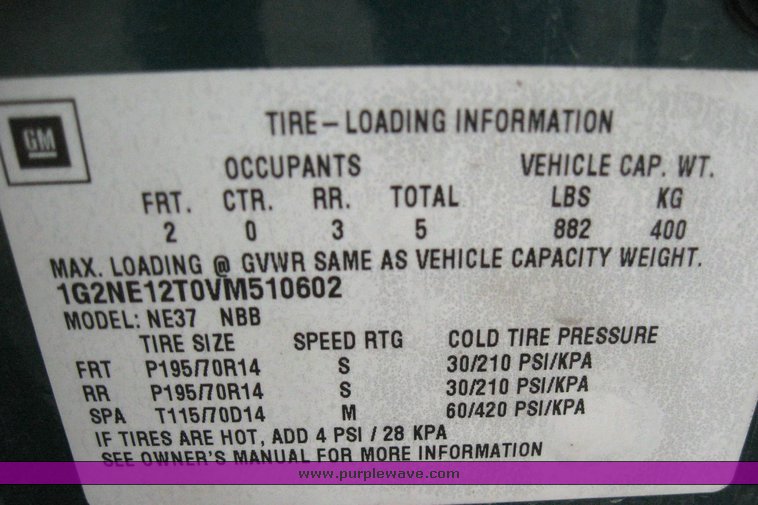 GM
TIRE-LOADING INFORMATION
OCCUPANTS VEHICLE CAP. WT.
FRT. CTR. RR. TOTAL LBS KG
2 0 3 5 882 400
MAX. LOADING @ GVWR SAME AS VEHICLE CAPACITY WEIGHT.
1G2NE12T0VM510602
MODEL: NE37 NBB
TIRE SIZE SPEED RTG COLD TIRE PRESSURE
FRT P195/70R14 S 30/210 PSI/KPA
RR P195/70R14 S 30/210 PSI/KPA
SPA T115/70D14 M 60/420 PSI/KPA
IF TIRES ARE HOT, ADD 4 PSI / 28 KPA
SEE OWNER'S MANUAL FOR MORE INFORMATION
www.purplewave.com